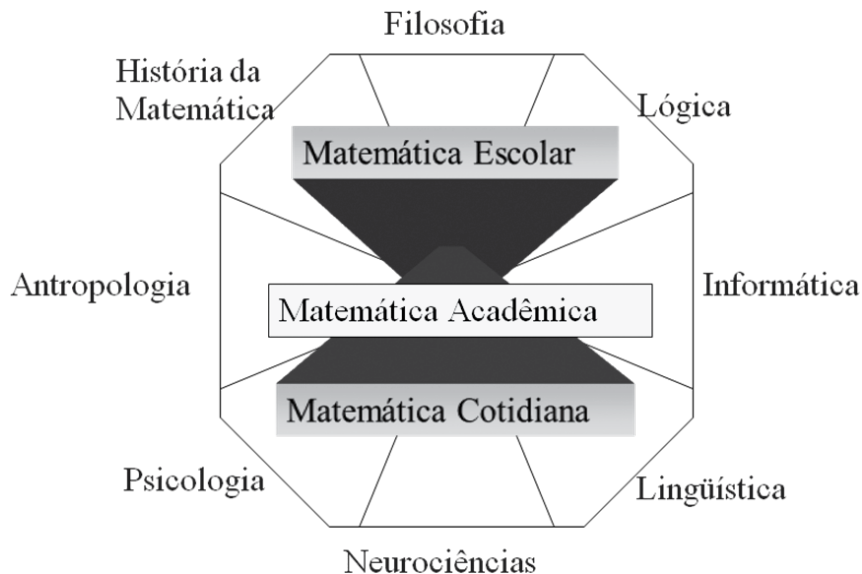 Filosofia
História da
Matemática
Lógica
Matemática Escolar
Antropologia
Informática
Matemática Acadêmica
Matemática Cotidiana
Psicologia
Lingüística
Neurociências